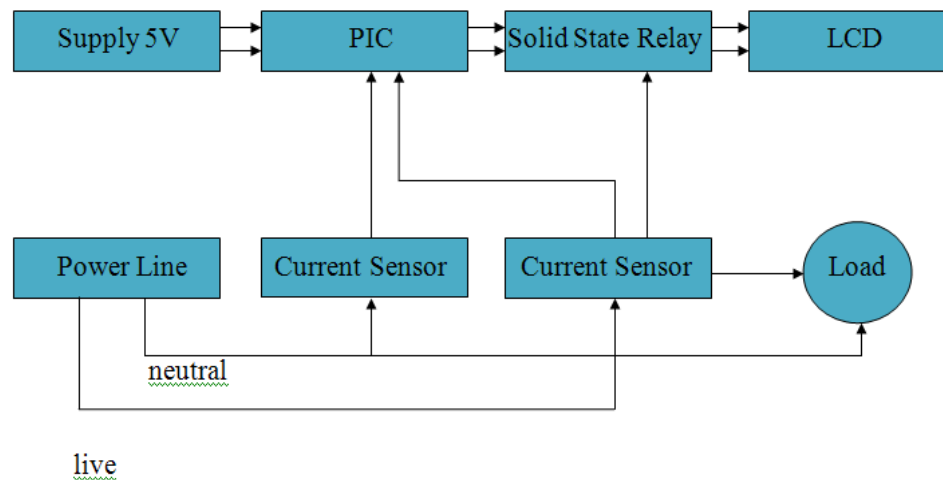 Supply 5V
PIC
Solid State Relay
LCD
Power Line
Current Sensor
Current Sensor
Load
neutral
live